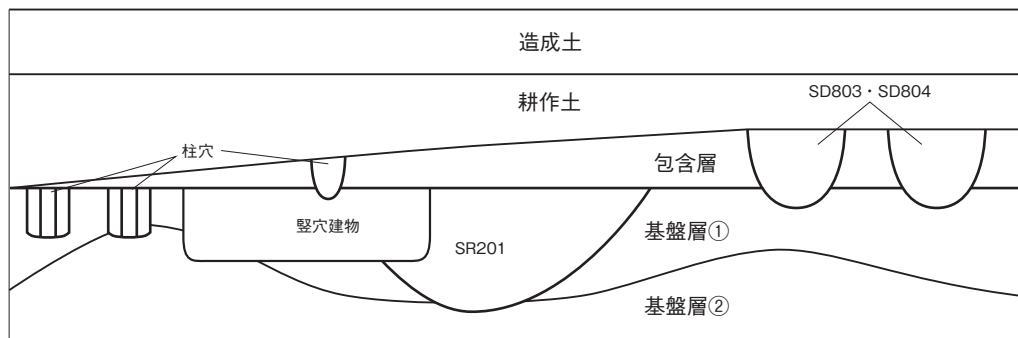 造成土
耕作土
SD803・SD804
柱穴
包含層
竪穴建物
SR201
基盤層①
基盤層②